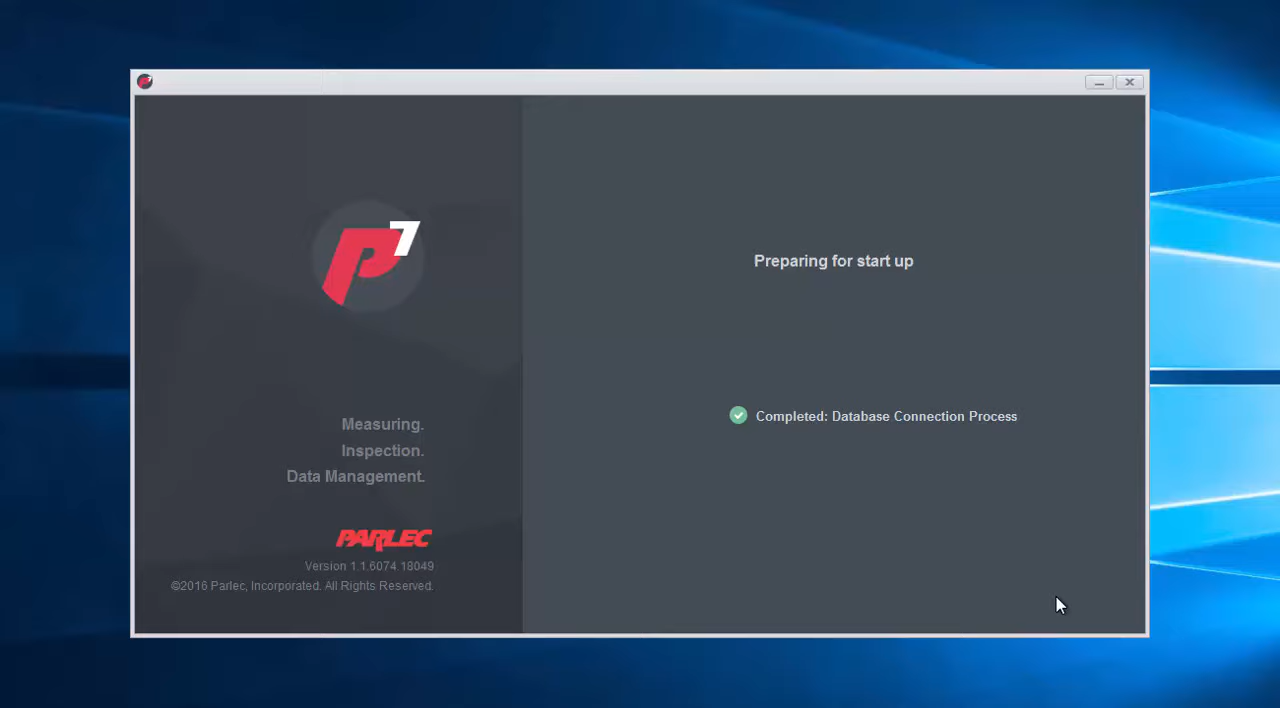 P7
Measuring.
Inspection.
Data Management.
PARLEC
Version 1.1.6074.18049
©2016 Parlec, Incorporated. All Rights Reserved.
Preparing for start up
Completed: Database Connection Process